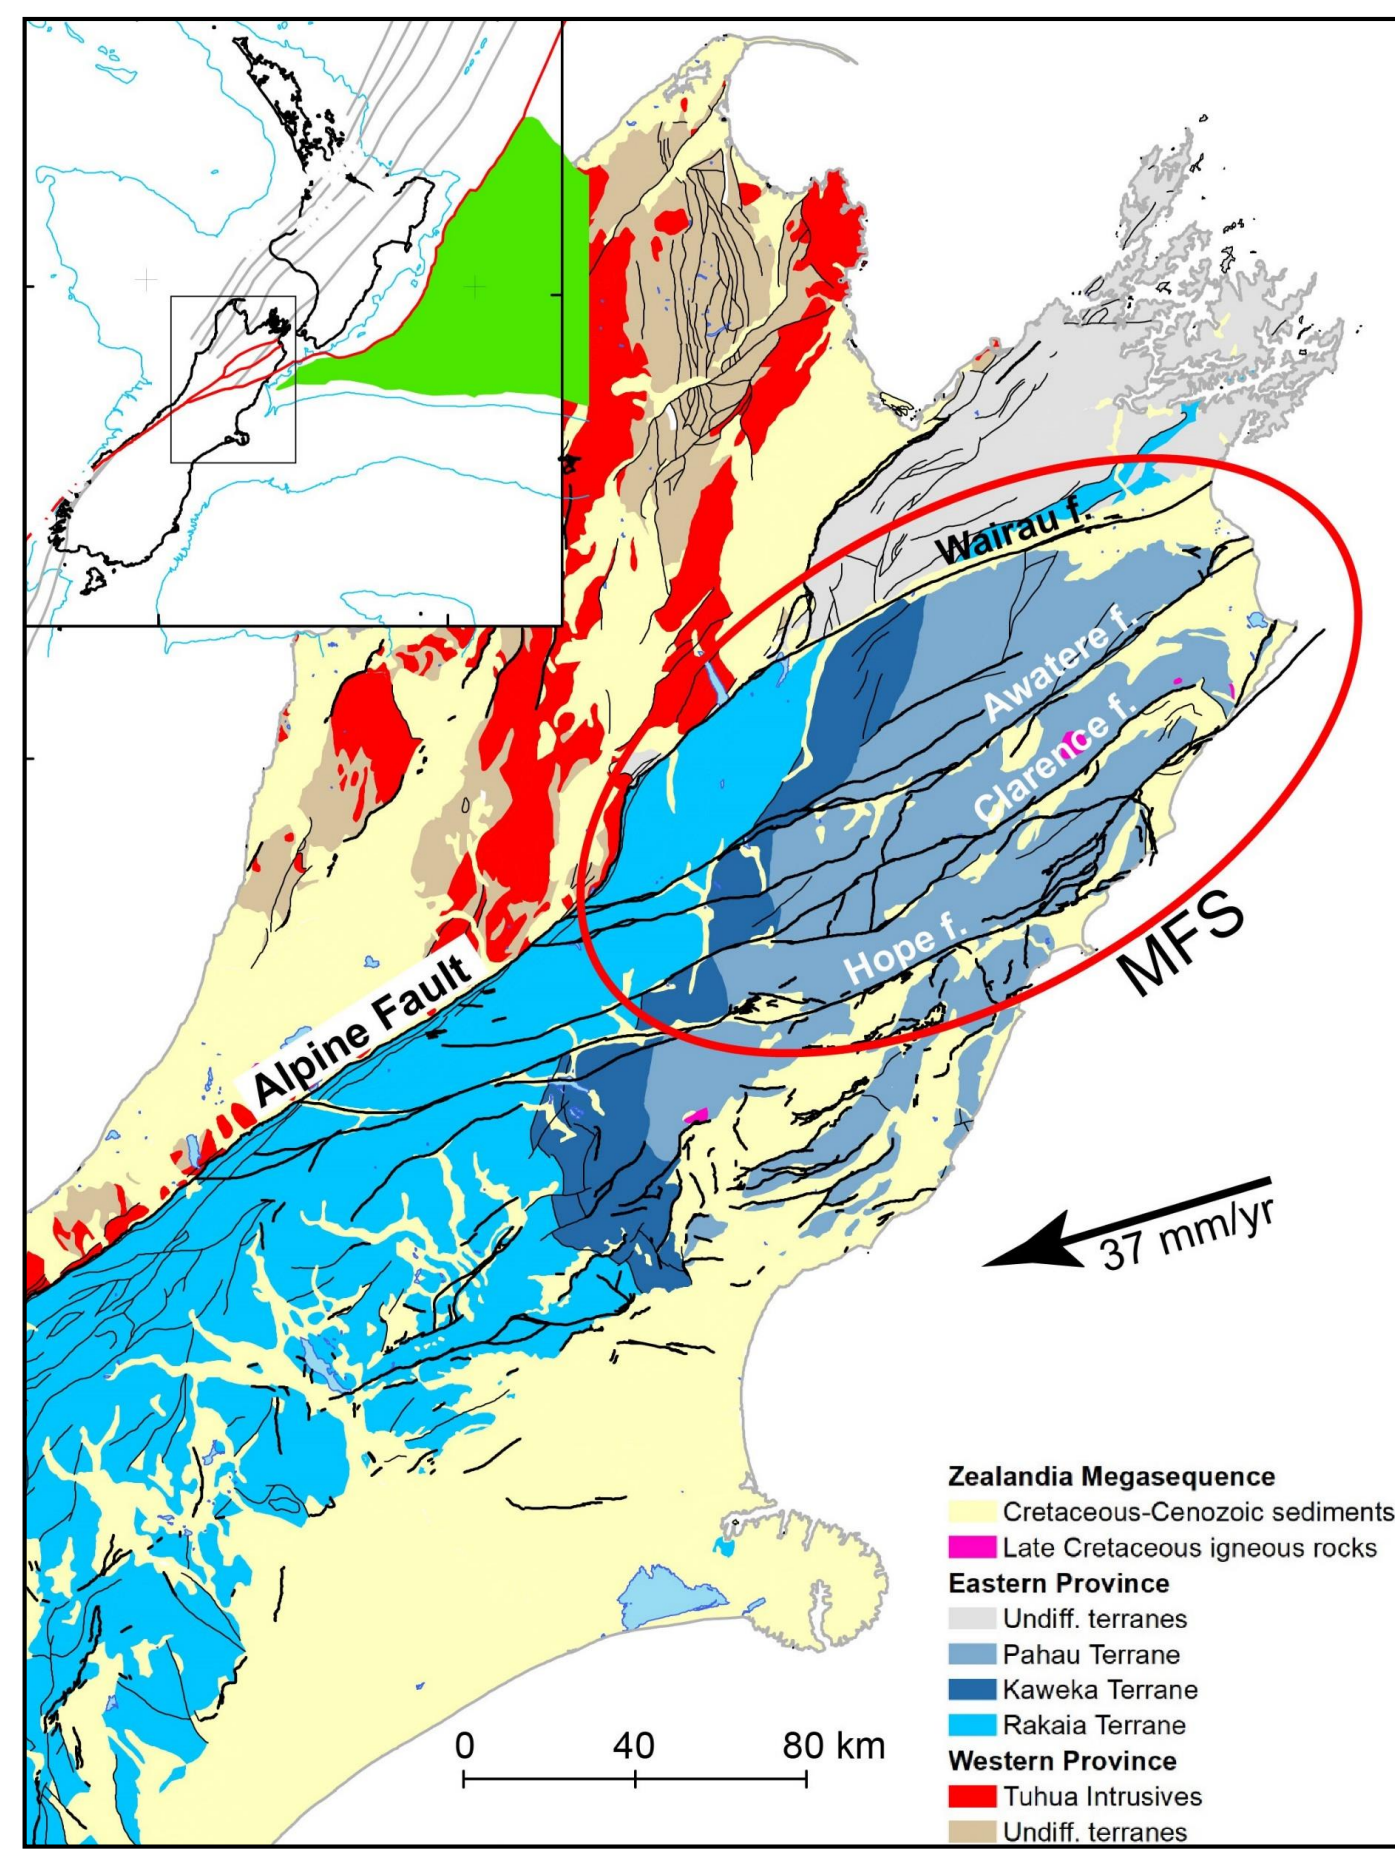 Wairau f.
Awatere f.
Clarence f.
Hope f.
MFS
Alpine Fault
37 mm/yr
Zealandia Megasequence
Cretaceous-Cenozoic sediments
Late Cretaceous igneous rocks
Eastern Province
Undiff. terranes
Pahau Terrane
Kaweka Terrane
Rakaia Terrane
Western Province
Tuhua Intrusives
Undiff. terranes
0 40 80 km